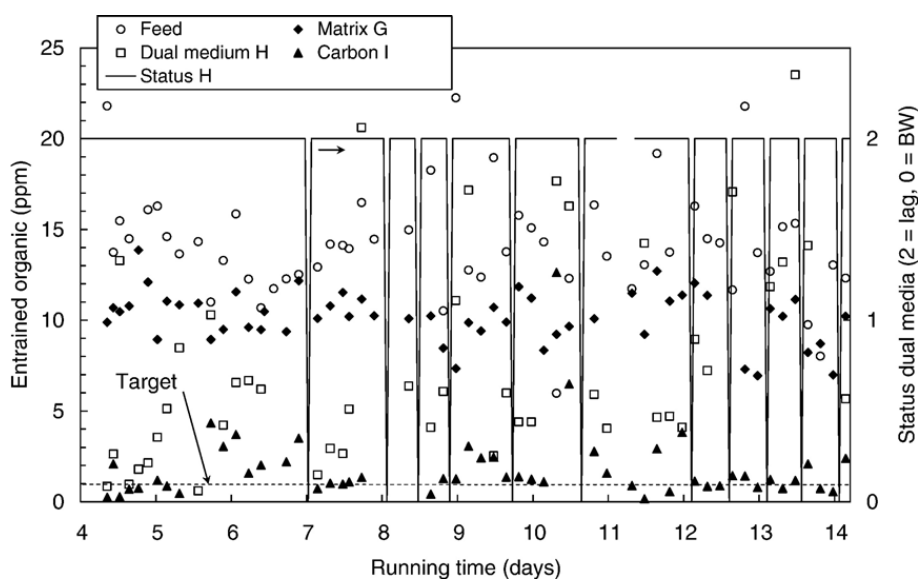 Feed
Matrix G
Dual medium H
Carbon I
Status H
25
20
15
10
5
0
Entrained organic (ppm)
Target
2
1
0
Status dual media (2 = lag, 0 = BW)
4 5 6 7 8 9 10 11 12 13 14
Running time (days)